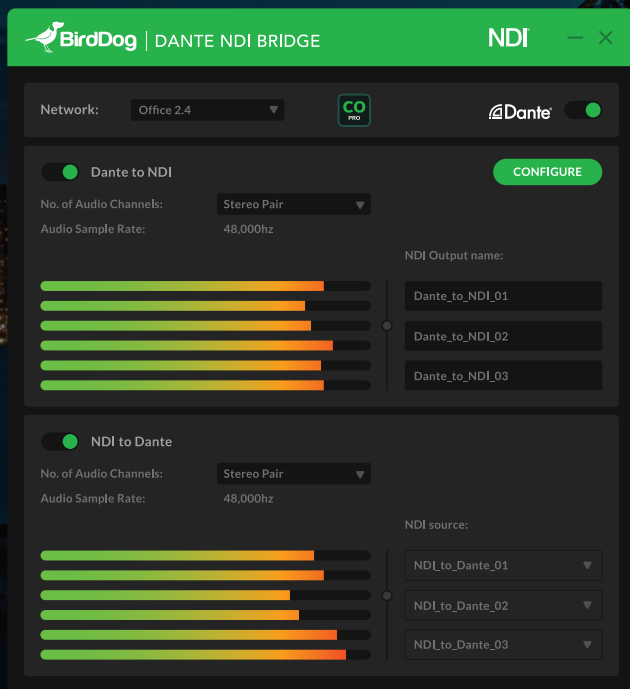 BirdDog | DANTE NDI BRIDGE NDI
Network: Office 2.4 CO PRO Dante
Dante to NDI CONFIGURE
No. of Audio Channels: Stereo Pair
Audio Sample Rate: 48,000hz
NDI Output name:
Dante_to_NDI_01
Dante_to_NDI_02
Dante_to_NDI_03
NDI to Dante
No. of Audio Channels: Stereo Pair
Audio Sample Rate: 48,000hz
NDI source:
NDI_to_Dante_01
NDI_to_Dante_02
NDI_to_Dante_03